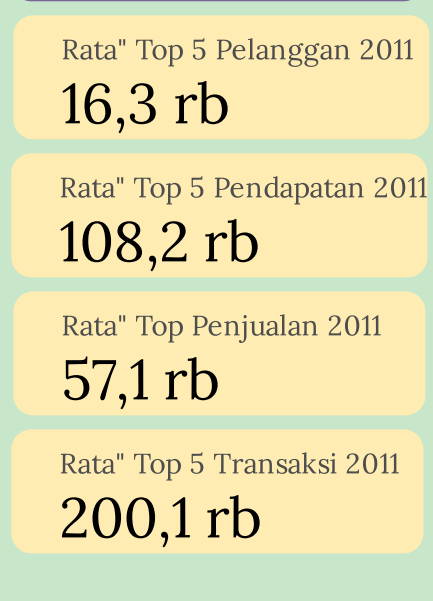 Rata" Top 5 Pelanggan 2011
16,3 rb
Rata" Top 5 Pendapatan 2011
108,2 rb
Rata" Top Penjualan 2011
57,1 rb
Rata" Top 5 Transaksi 2011
200,1 rb